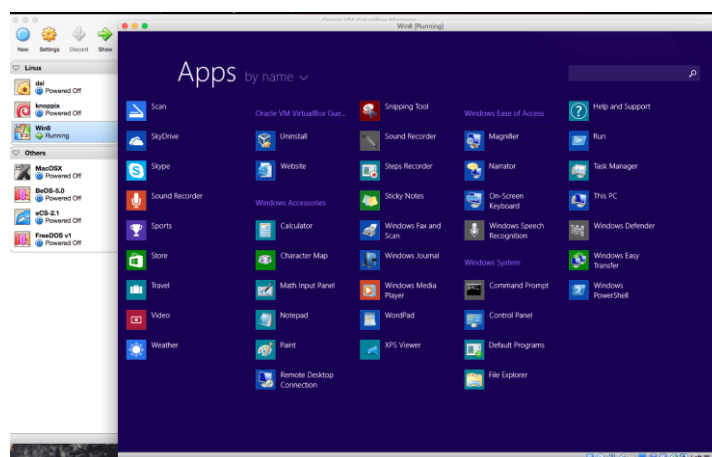 Oracle VM VirtualBox Manager
New
Settings
Discard
Show
Linux
dsl
Powered Off
knoppix
Powered Off
Win8
Running
Others
MacOSX
Powered Off
BeOS-5.0
Powered Off
eCS-2.1
Powered Off
FreeDOS v1
Powered Off
Win8 [Running]
Apps by name
Scan
SkyDrive
Skype
Sound Recorder
Sports
Store
Travel
Video
Weather
Oracle VM VirtualBox Gue...
Uninstall
Website
Windows Accessories
Calculator
Character Map
Math Input Panel
Notepad
Paint
Remote Desktop
Connection
Snipping Tool
Sound Recorder
Steps Recorder
Sticky Notes
Windows Fax and
Scan
Windows Journal
Windows Media
Player
WordPad
XPS Viewer
Windows Ease of Access
Magnifier
Narrator
On-Screen
Keyboard
Windows Speech
Recognition
Windows System
Command Prompt
Control Panel
Default Programs
File Explorer
Help and Support
Run
Task Manager
This PC
Windows Defender
Windows Easy
Transfer
Windows
PowerShell